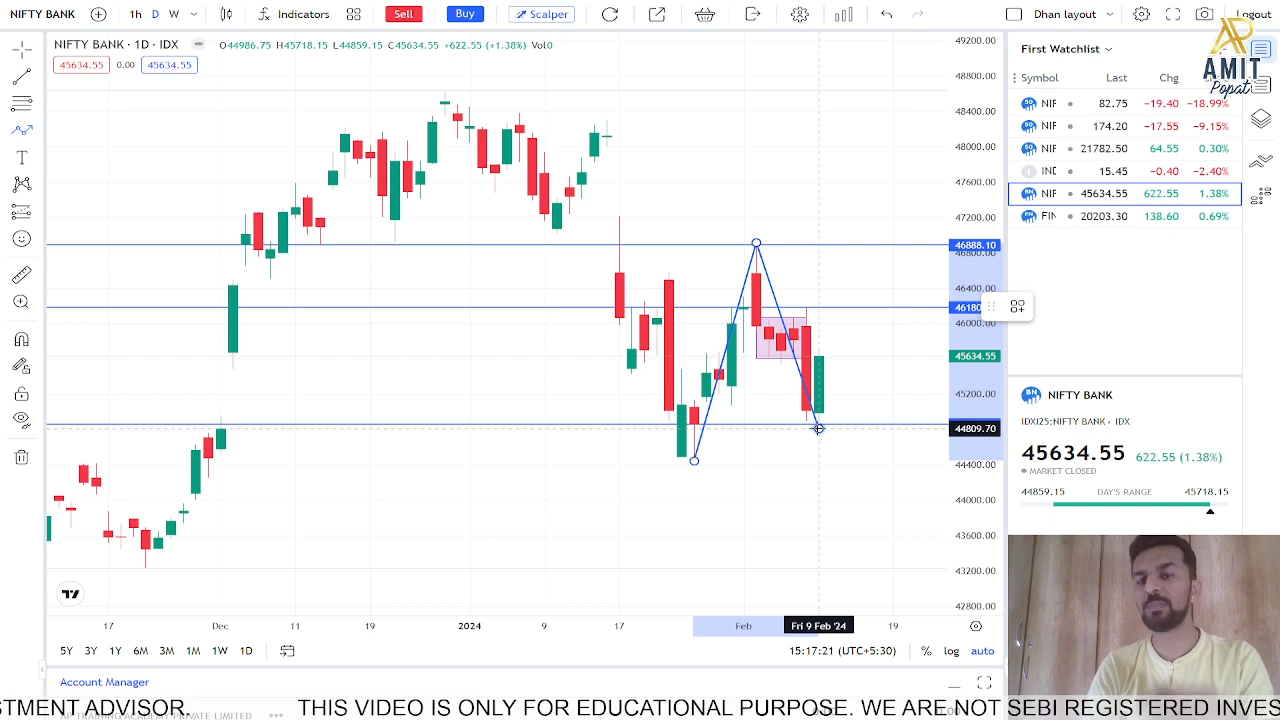 NIFTY BANK
1h D W
Indicators
Sell
Buy
Scalper
Dhan layout
Logout
NIFTY BANK · 1D · IDX
O44986.75 H45718.15 L44859.15 C45634.55 +622.55 (+1.38%) Vol0
45634.55 0.00 45634.55
49200.00
48800.00
48400.00
48000.00
47600.00
47200.00
46888.10
46800.00
46400.00
46180
46000.00
45634.55
45200.00
44809.70
44400.00
44000.00
43600.00
43200.00
42800.00
17 Dec 11 19 2024 9 17 Feb Fri 9 Feb '24 19
5Y 3Y 1Y 6M 3M 1M 1W 1D
15:17:21 (UTC+5:30) % log auto
Account Manager
AP TRAINING ACADEMY PRIVATE LIMITED
First Watchlist
AP
AMIT
Popat
Symbol Last Chg
NIF 82.75 −19.40 −18.99%
NIF 174.20 −17.55 −9.15%
NIF 21782.50 64.55 0.30%
IND 15.45 −0.40 −2.40%
NIF 45634.55 622.55 1.38%
FIN 20203.30 138.60 0.69%
NIFTY BANK
IDXI25:NIFTY BANK · IDX
45634.55 622.55 (1.38%)
MARKET CLOSED
44859.15 DAY'S RANGE 45718.15
STMENT ADVISOR. THIS VIDEO IS ONLY FOR EDUCATIONAL PURPOSE. WE ARE NOT SEBI REGISTERED INVES